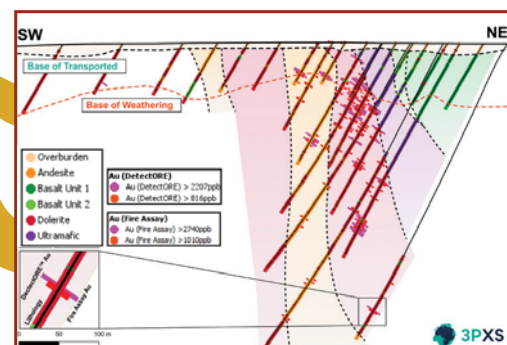 SW
NE
Base of Transported
Base of Weathering
Overburden
Andesite
Basalt Unit 1
Basalt Unit 2
Dolerite
Ultramafic
Au (DetectORE)
Au (DetectORE) > 2207ppb
Au (DetectORE) > 816ppb
Au (Fire Assay)
Au (Fire Assay) >2740ppb
Au (Fire Assay) >1010ppb
DetectORE™ Au
Lithology
Fire Assay Au
0 50 100 m
3PXS